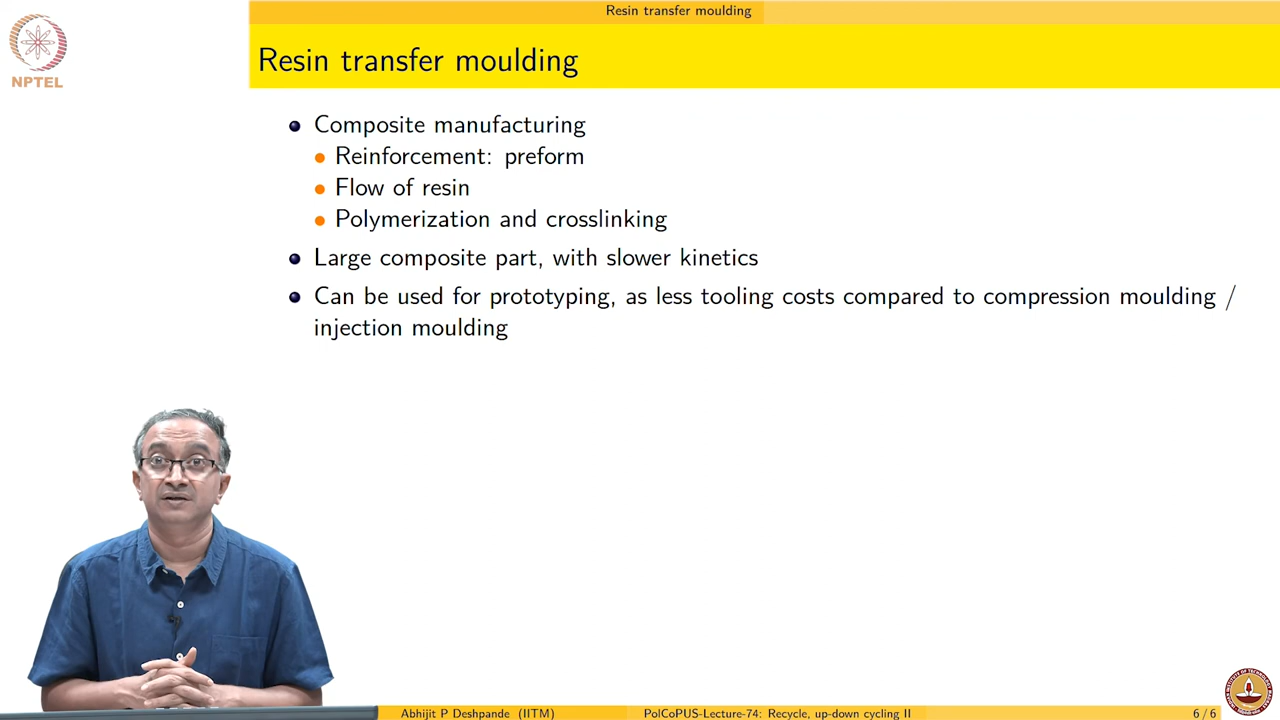 Resin transfer moulding
NPTEL
Resin transfer moulding
Composite manufacturing
Reinforcement: preform
Flow of resin
Polymerization and crosslinking
Large composite part, with slower kinetics
Can be used for prototyping, as less tooling costs compared to compression moulding /
injection moulding
Abhijit P Deshpande (IITM)
PolCoPUS-Lecture-74: Recycle, up-down cycling II
6 / 6